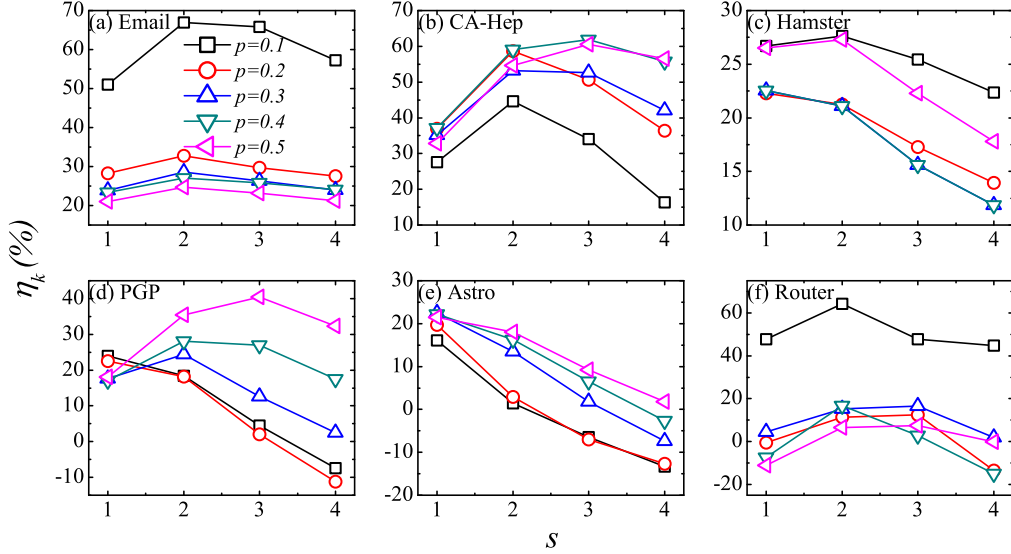 (a) Email
70
60
50
40
30
20
1 2 3 4
p=0.1
p=0.2
p=0.3
p=0.4
p=0.5
(b) CA-Hep
70
60
50
40
30
20
10
1 2 3 4
(c) Hamster
30
25
20
15
10
1 2 3 4
η_k (%)
(d) PGP
40
30
20
10
0
-10
1 2 3 4
(e) Astro
30
20
10
0
-10
-20
1 2 3 4
(f) Router
60
40
20
0
-20
1 2 3 4
s